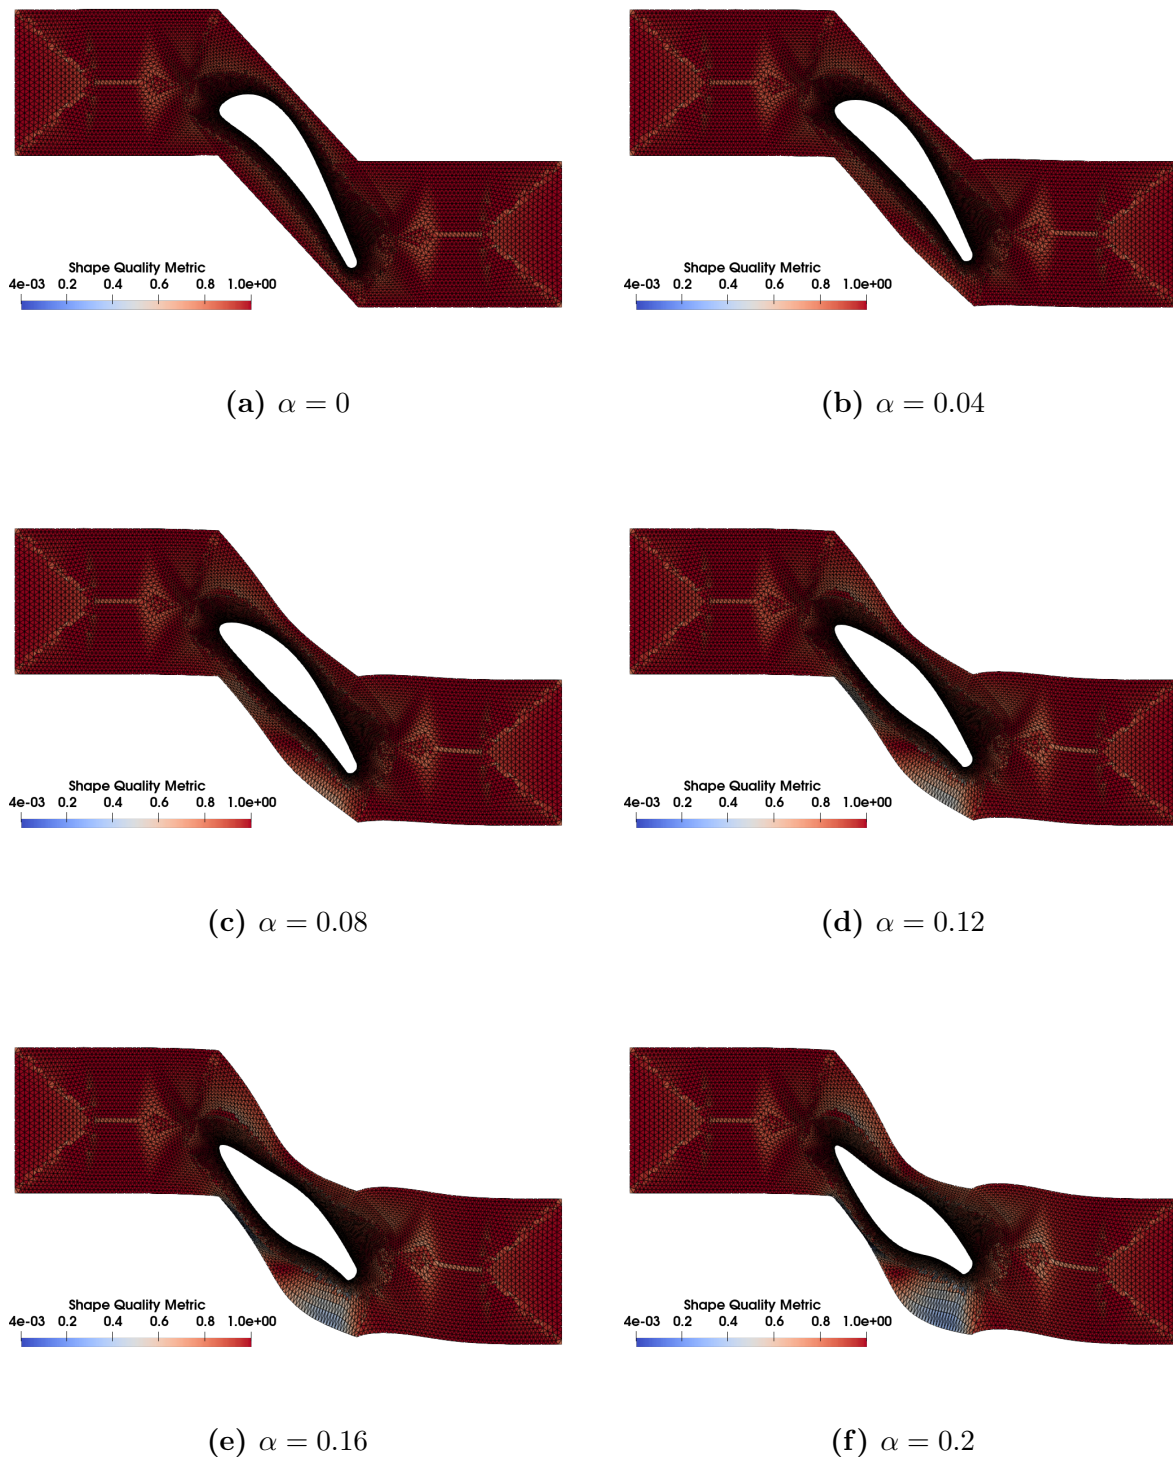 Shape Quality Metric
4e-03 0.2 0.4 0.6 0.8 1.0e+00
Shape Quality Metric
4e-03 0.2 0.4 0.6 0.8 1.0e+00
(a) α = 0
(b) α = 0.04
Shape Quality Metric
4e-03 0.2 0.4 0.6 0.8 1.0e+00
Shape Quality Metric
4e-03 0.2 0.4 0.6 0.8 1.0e+00
(c) α = 0.08
(d) α = 0.12
Shape Quality Metric
4e-03 0.2 0.4 0.6 0.8 1.0e+00
Shape Quality Metric
4e-03 0.2 0.4 0.6 0.8 1.0e+00
(e) α = 0.16
(f) α = 0.2